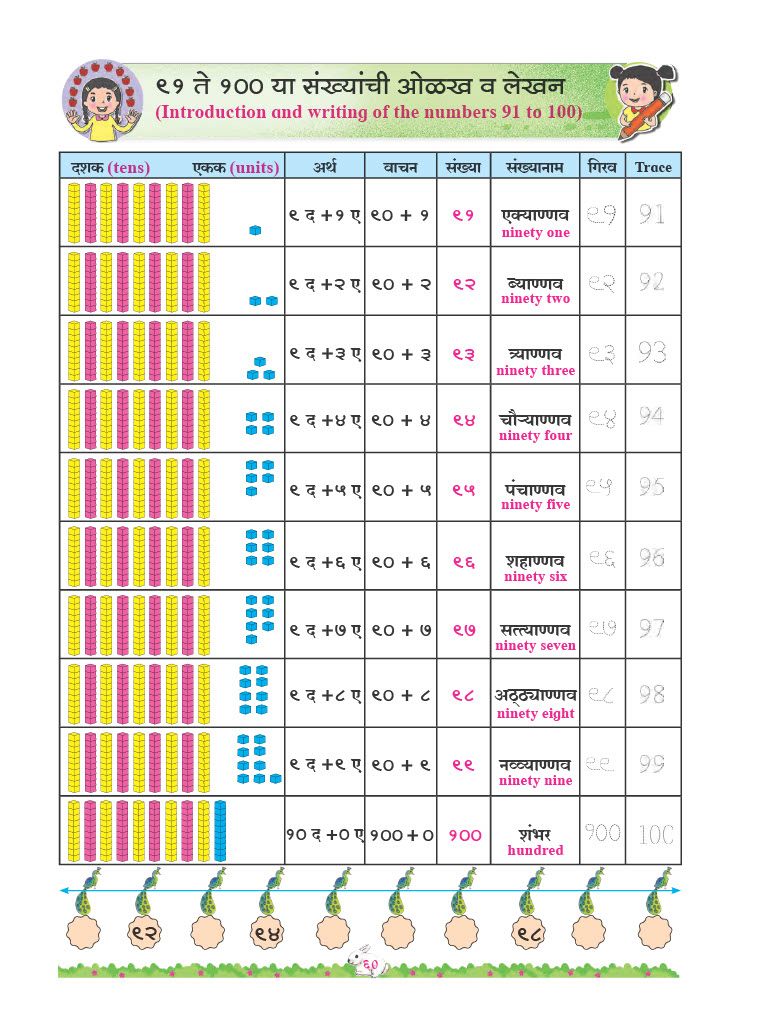 ९१ ते १०० या संख्यांची ओळख व लेखन
(Introduction and writing of the numbers 91 to 100)
दशक (tens) एकक (units) अर्थ वाचन संख्या संख्यानाम गिरव Trace
९ द +१ ए ९० + १ ९१ एक्याण्णव ९१ 91
ninety one
९ द +२ ए ९० + २ ९२ ब्याण्णव ९२ 92
ninety two
९ द +३ ए ९० + ३ ९३ त्र्याण्णव ९३ 93
ninety three
९ द +४ ए ९० + ४ ९४ चौऱ्याण्णव ९४ 94
ninety four
९ द +५ ए ९० + ५ ९५ पंचाण्णव ९५ 95
ninety five
९ द +६ ए ९० + ६ ९६ शहाण्णव ९६ 96
ninety six
९ द +७ ए ९० + ७ ९७ सत्त्याण्णव ९७ 97
ninety seven
९ द +८ ए ९० + ८ ९८ अठ्ठ्याण्णव ९८ 98
ninety eight
९ द +९ ए ९० + ९ ९९ नव्व्याण्णव ९९ 99
ninety nine
१० द +० ए १०० + ० १०० शंभर १०० 100
hundred
९२ ९४ ९८
६०